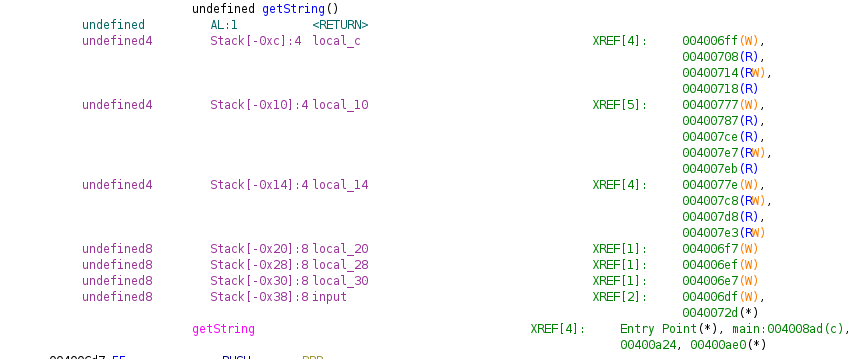 undefined getString()
undefined AL:1 <RETURN>
undefined4 Stack[-0xc]:4 local_c XREF[4]: 004006ff(W),
00400708(R),
00400714(RW),
00400718(R)
undefined4 Stack[-0x10]:4 local_10 XREF[5]: 00400777(W),
00400787(R),
004007ce(R),
004007e7(RW),
004007eb(R)
undefined4 Stack[-0x14]:4 local_14 XREF[4]: 0040077e(W),
004007c8(RW),
004007d8(R),
004007e3(RW)
undefined8 Stack[-0x20]:8 local_20 XREF[1]: 004006f7(W)
undefined8 Stack[-0x28]:8 local_28 XREF[1]: 004006ef(W)
undefined8 Stack[-0x30]:8 local_30 XREF[1]: 004006e7(W)
undefined8 Stack[-0x38]:8 input XREF[2]: 004006df(W),
0040072d(*)
getString XREF[4]: Entry Point(*), main:004008ad(c),
00400a24, 00400ae0(*)